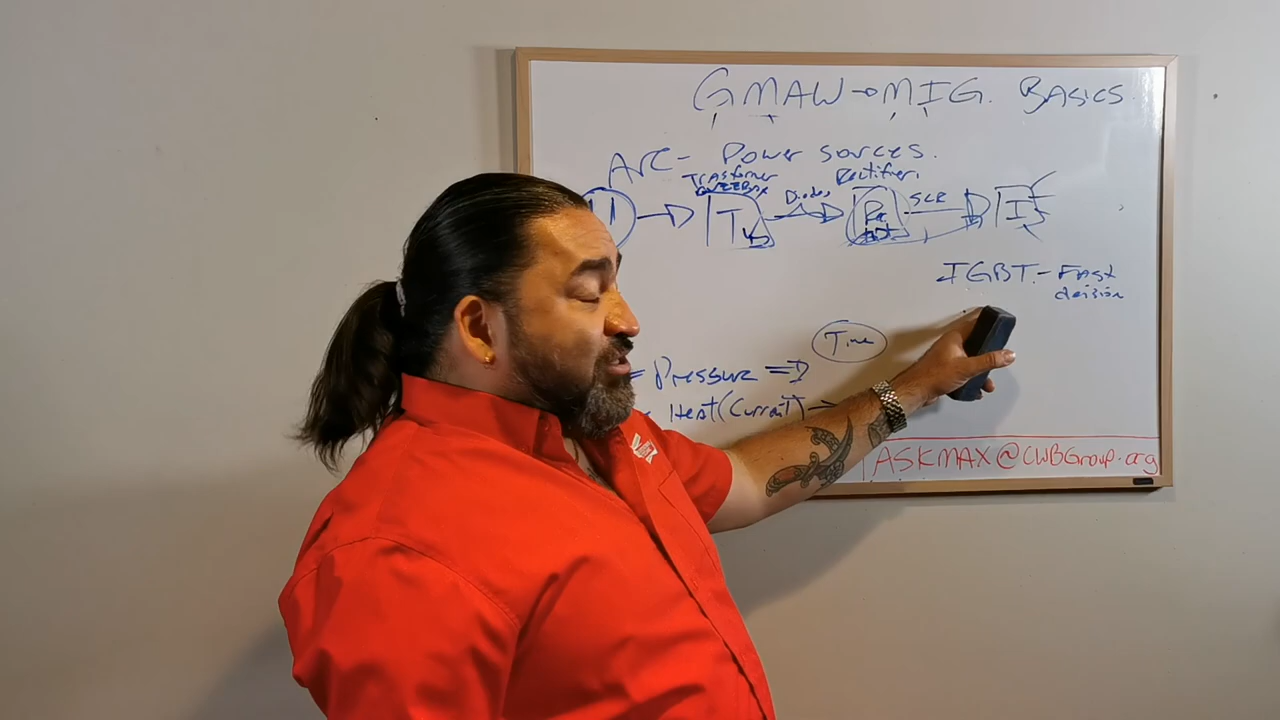 GMAW → MIG. BASICS
ARC - Power sources.
Trasformer Rectifier
Diodes SCR
T I
IGBT. - Fast
decision
Time
= Pressure ⇒
Heat (Current) →
ASKMAX@CWBGroup.org